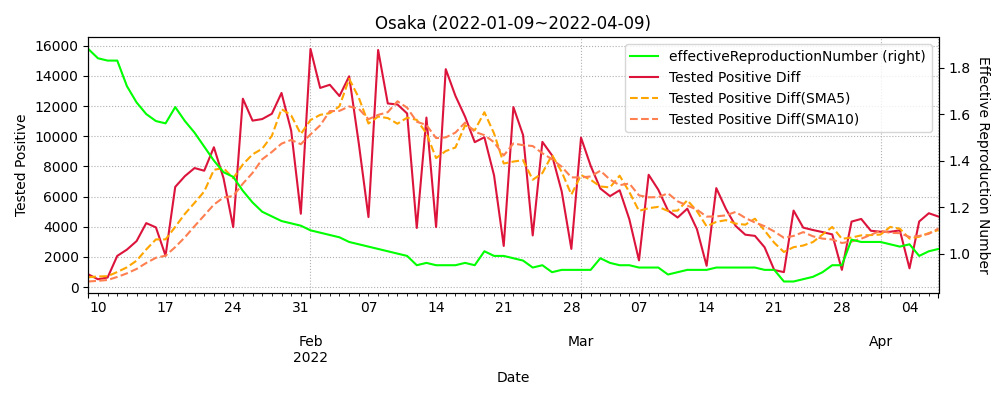 Osaka (2022-01-09~2022-04-09)
effectiveReproductionNumber (right)
Tested Positive Diff
Tested Positive Diff(SMA5)
Tested Positive Diff(SMA10)
Tested Positive
16000
14000
12000
10000
8000
6000
4000
2000
0
1.8
1.6
1.4
1.2
1.0
Effective Reproduction Number
10 17 24 31 07 14 21 28 07 14 21 28 04
Feb Mar Apr
2022
Date